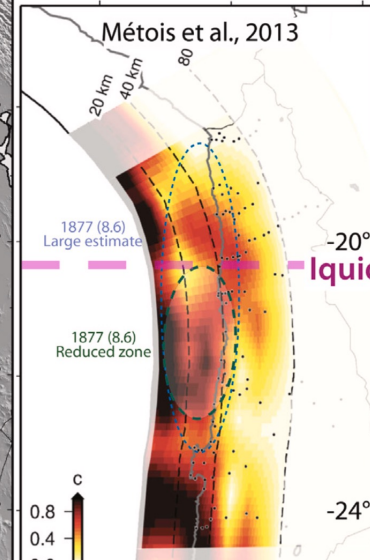 Métois et al., 2013
20 km
40 km
80
1877 (8.6)
Large estimate
-20°
1877 (8.6)
Reduced zone
c
0.8
0.4
-24°